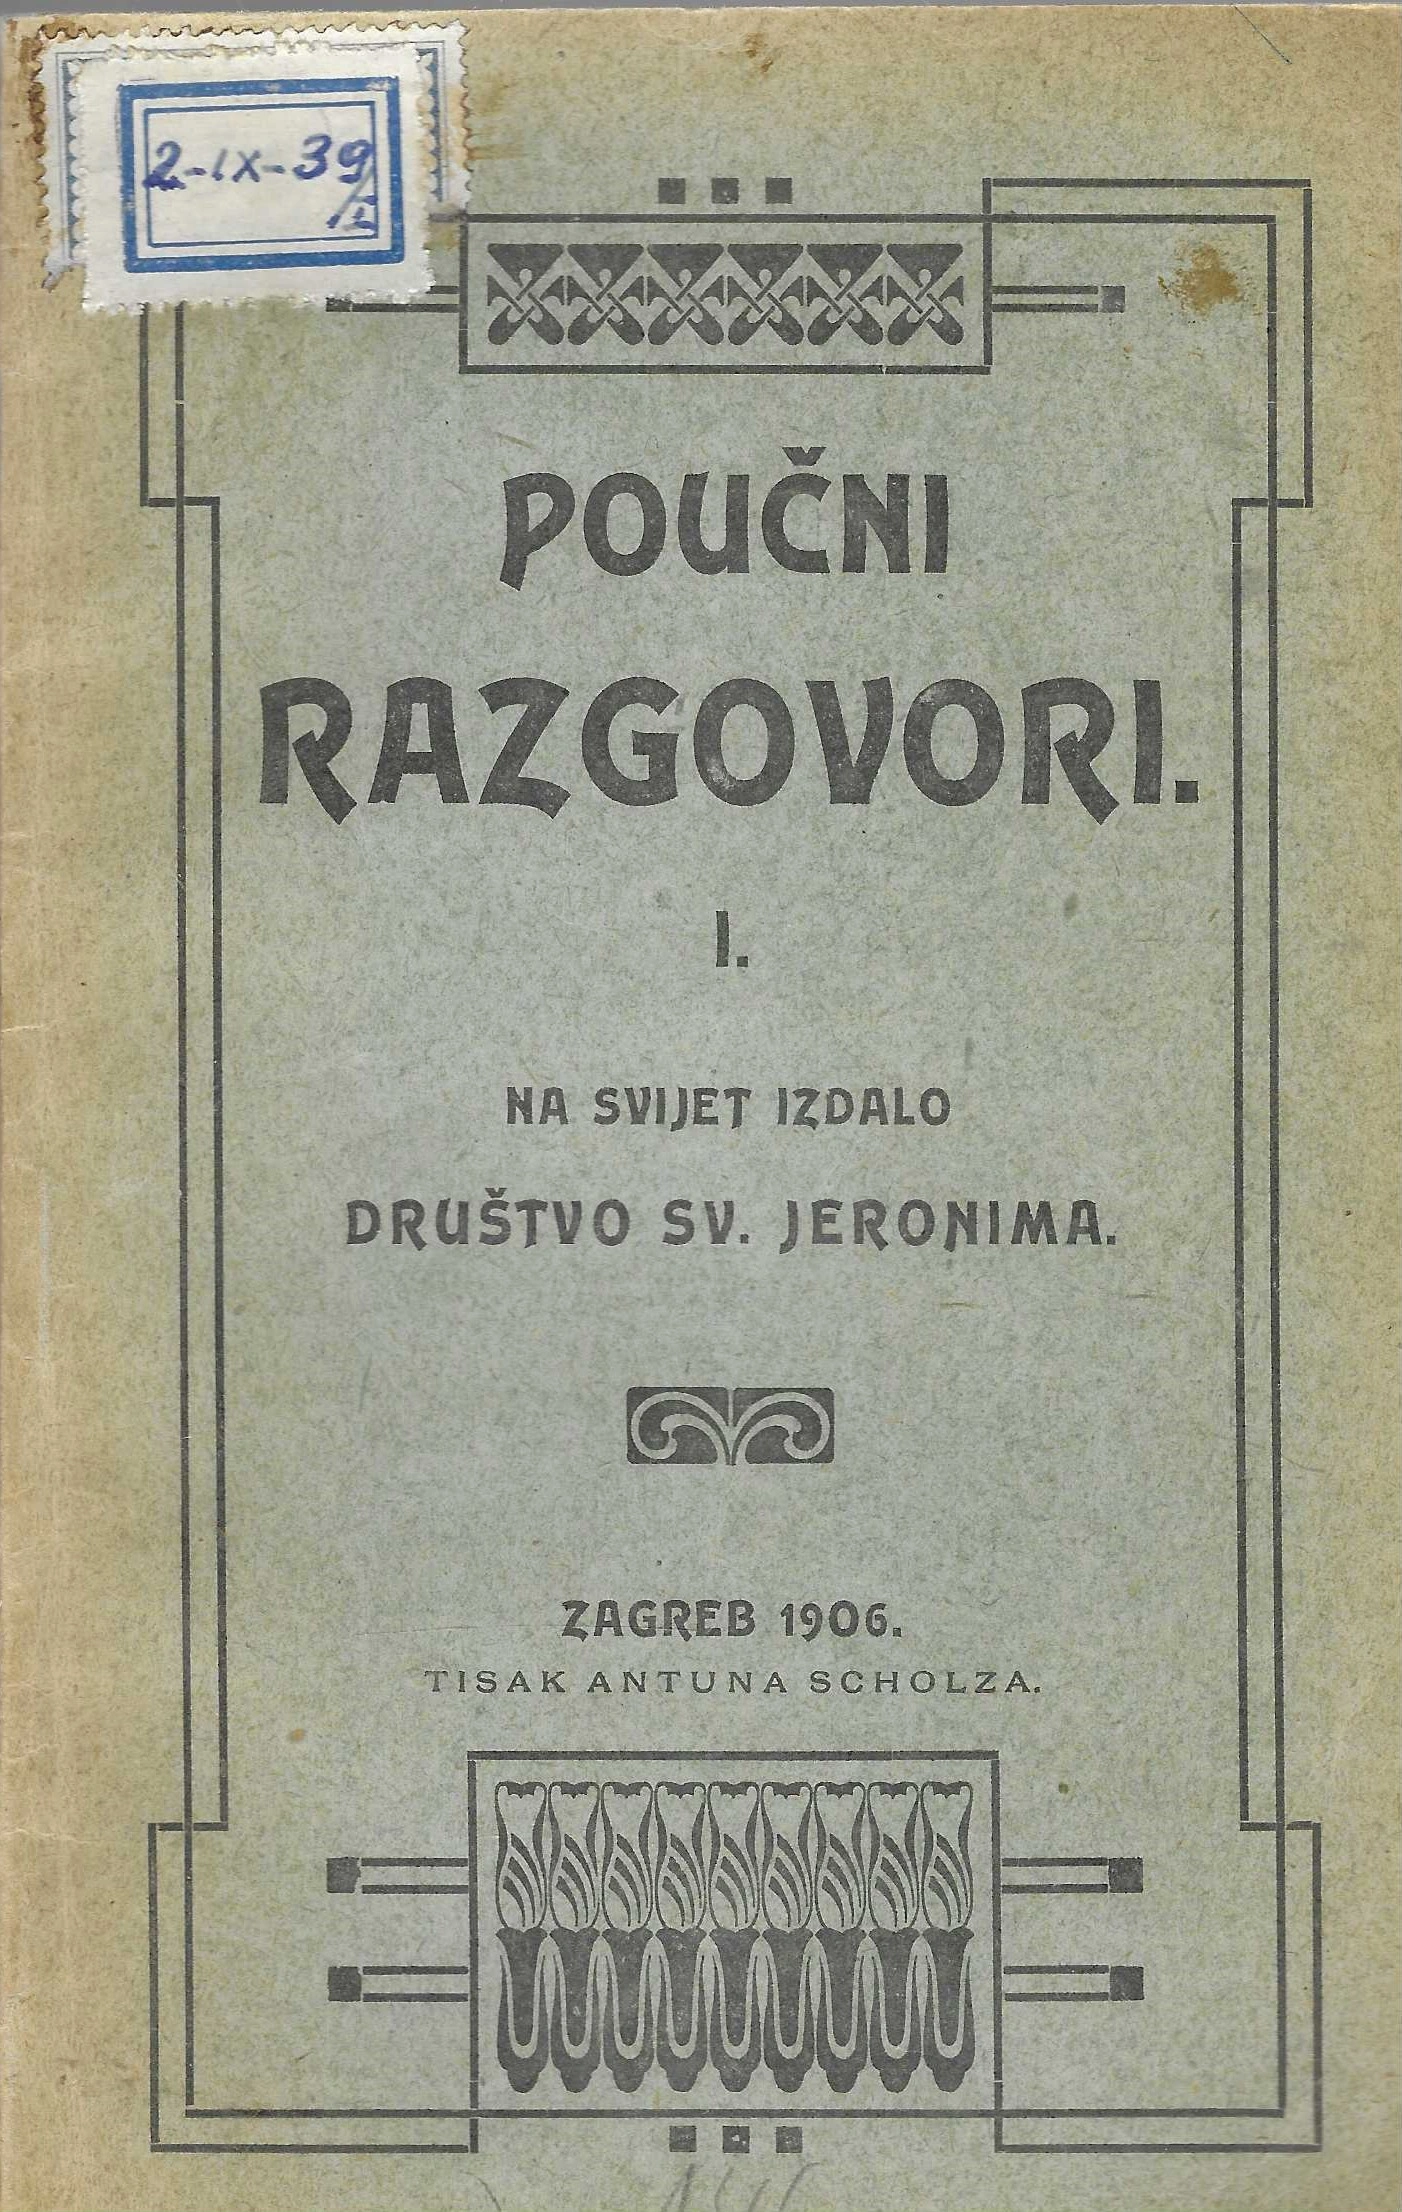 2-IX-39
POUČNI
RAZGOVORI.
I.
NA SVIJET IZDALO
DRUŠTVO SV. JERONIMA.
ZAGREB 1906.
TISAK ANTUNA SCHOLZA.